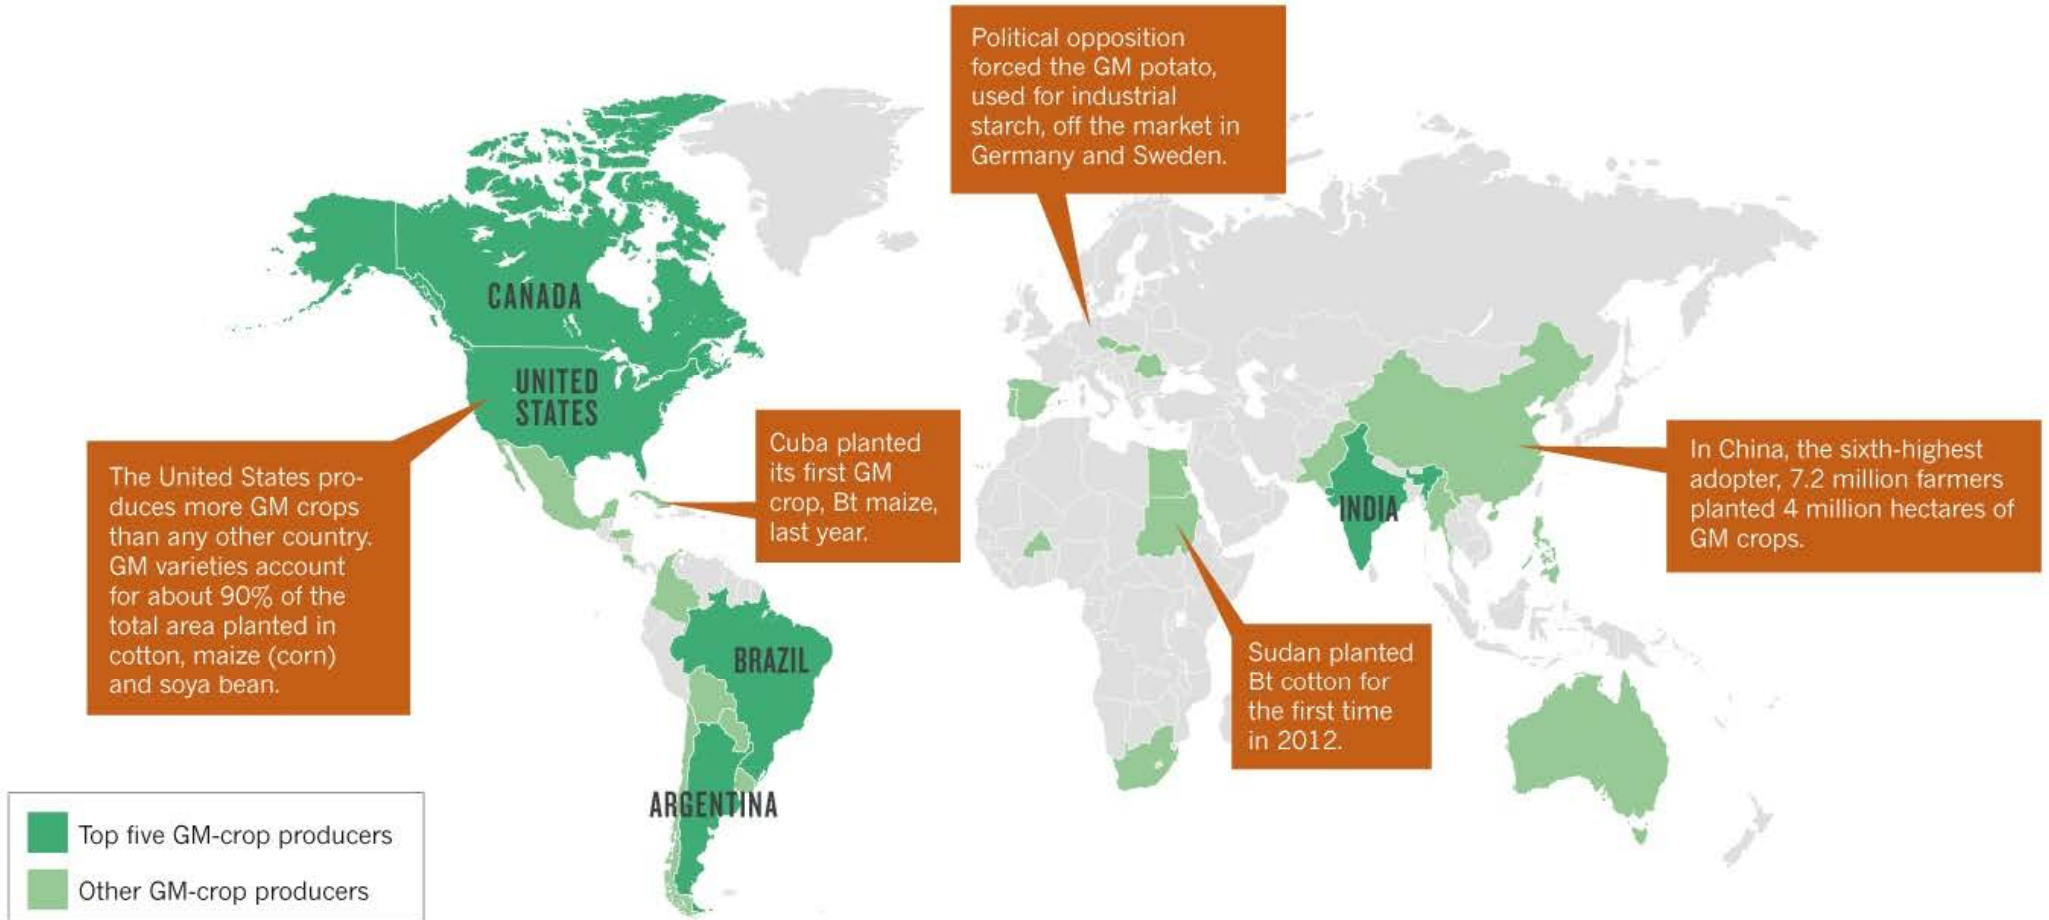 Political opposition
forced the GM potato,
used for industrial
starch, off the market in
Germany and Sweden.
CANADA
UNITED
STATES
The United States pro-
duces more GM crops
than any other country.
GM varieties account
for about 90% of the
total area planted in
cotton, maize (corn)
and soya bean.
Cuba planted
its first GM
crop, Bt maize,
last year.
INDIA
In China, the sixth-highest
adopter, 7.2 million farmers
planted 4 million hectares of
GM crops.
BRAZIL
Sudan planted
Bt cotton for
the first time
in 2012.
ARGENTINA
Top five GM-crop producers
Other GM-crop producers